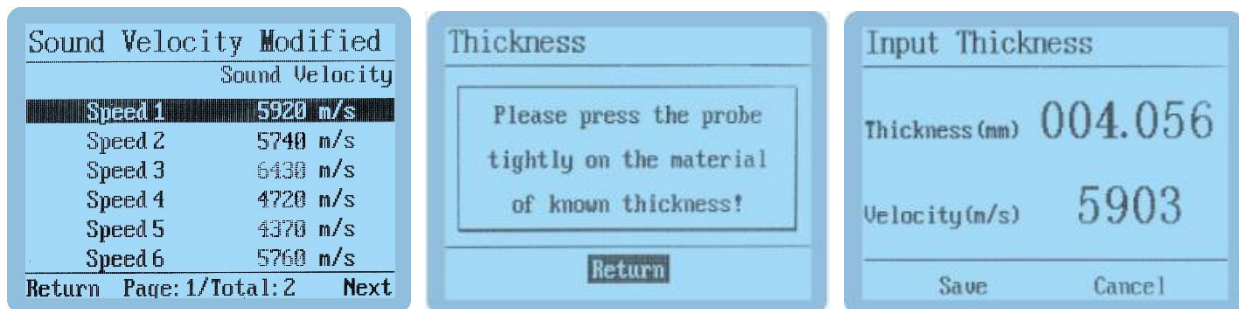 Sound Velocity Modified
Sound Velocity
Speed 1 5920 m/s
Speed 2 5740 m/s
Speed 3 6430 m/s
Speed 4 4720 m/s
Speed 5 4370 m/s
Speed 6 5760 m/s
Return Page:1/Total:2 Next
Thickness
Please press the probe
tightly on the material
of known thickness!
Return
Input Thickness
Thickness(mm) 004.056
Velocity(m/s) 5903
Save Cancel